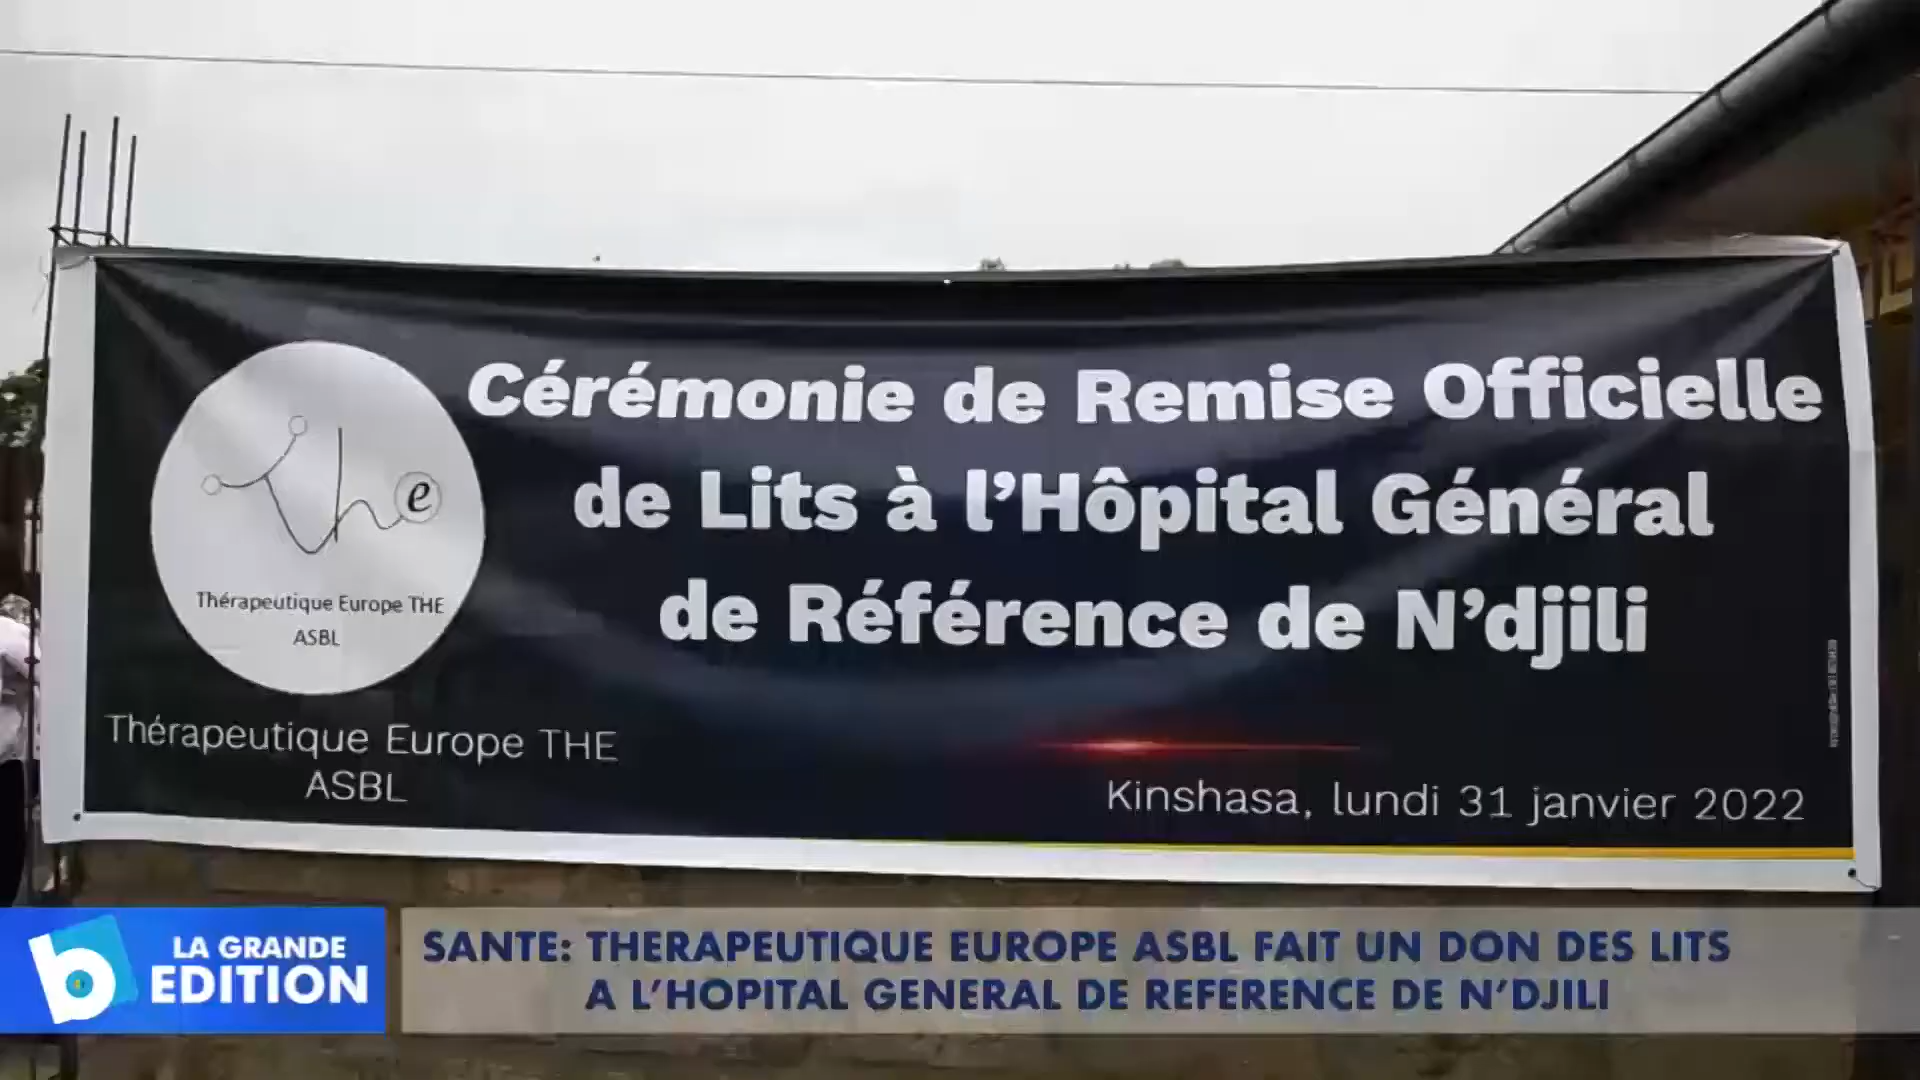 Cérémonie de Remise Officielle
de Lits à l'Hôpital Général
de Référence de N'djili
The
Thérapeutique Europe THE
ASBL
Thérapeutique Europe THE
ASBL
Kinshasa, lundi 31 janvier 2022
b
LA GRANDE
EDITION
SANTE: THERAPEUTIQUE EUROPE ASBL FAIT UN DON DES LITS
A L'HOPITAL GENERAL DE REFERENCE DE N'DJILI